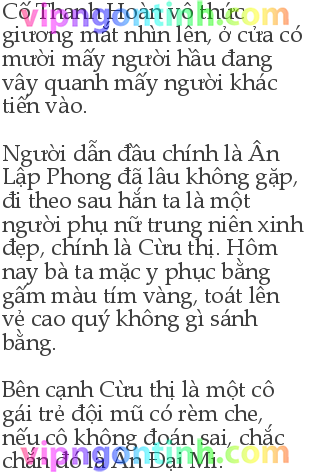 Cố Thanh Hoàn vô thức
giương mắt nhìn lên, ở cửa có
mười mấy người hầu đang
vây quanh mấy người khác
tiến vào.
Người dẫn đầu chính là Ân
Lập Phong đã lâu không gặp,
đi theo sau hắn ta là một
người phụ nữ trung niên xinh
đẹp, chính là Cừu thị. Hôm
nay bà ta mặc y phục bằng
gấm màu tím vàng, toát lên
vẻ cao quý không gì sánh
bằng.
Bên cạnh Cừu thị là một cô
gái trẻ đội mũ có rèm che,
nếu cô không đoán sai, chắc
chắn đó là Ân Đại Mi.
vipngontinh.com
vipngontinh.com